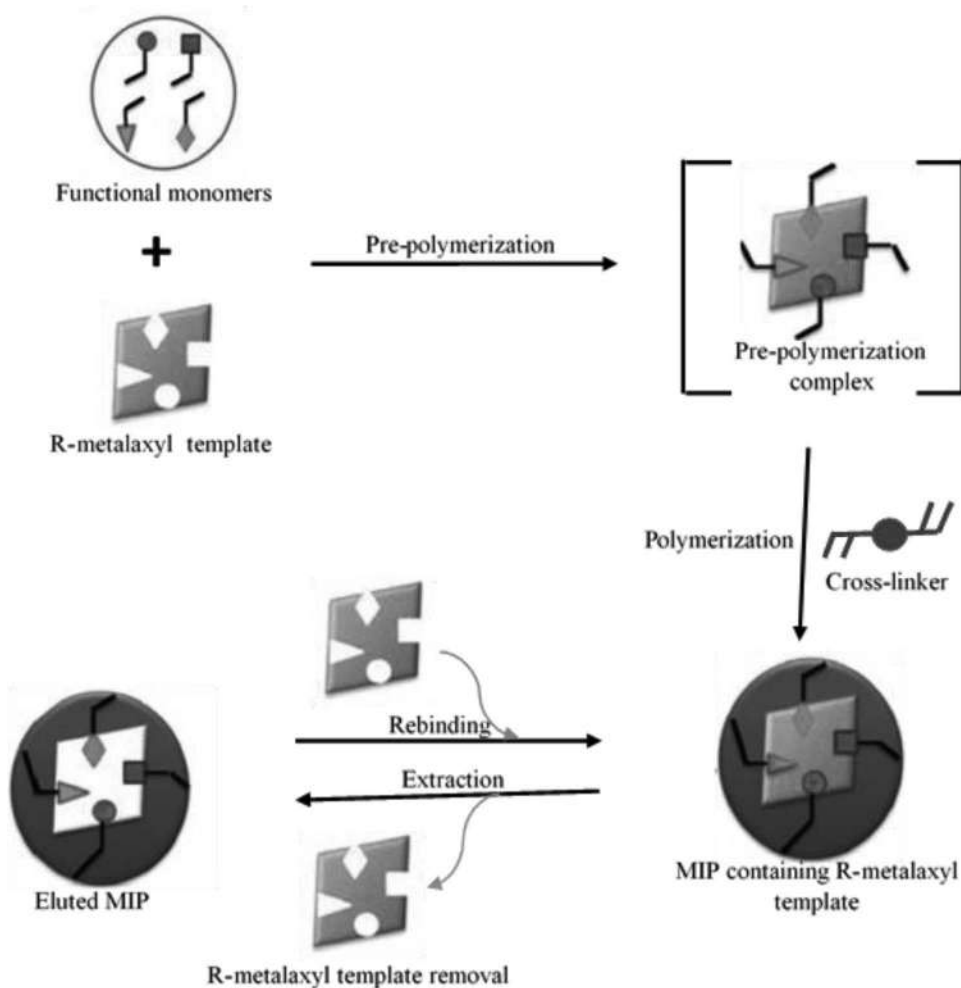 Functional monomers
Pre-polymerization
R-metalaxyl template
Pre-polymerization
complex
Polymerization
Cross-linker
Rebinding
Extraction
Eluted MIP
MIP containing R-metalaxyl
template
R-metalaxyl template removal